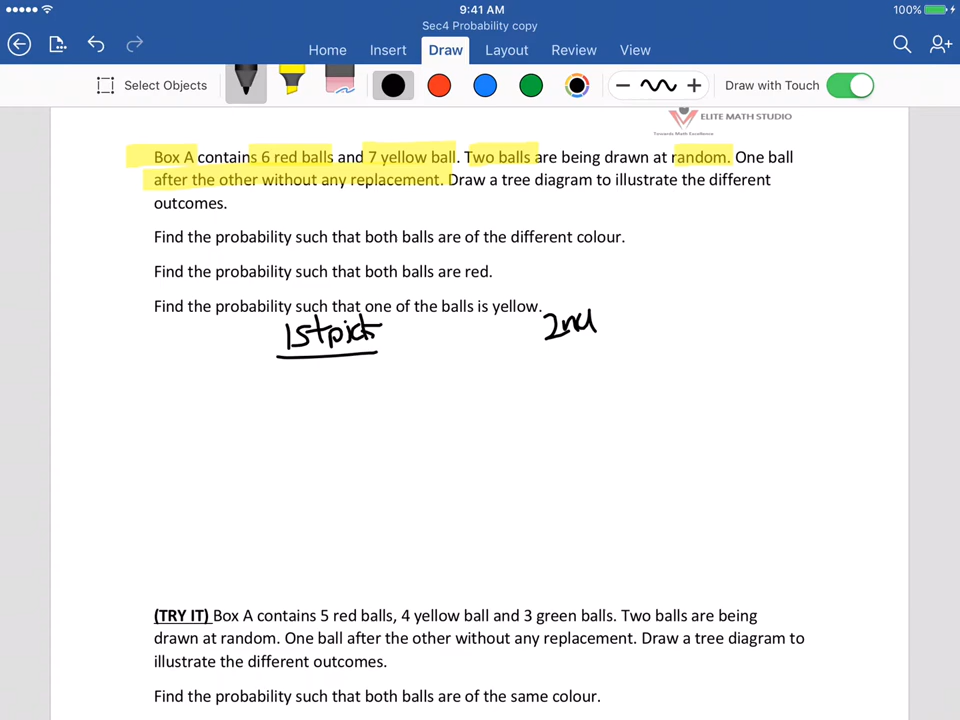 9:41 AM
100%
Sec4 Probability copy
Home Insert Draw Layout Review View
Select Objects
Draw with Touch
ELITE MATH STUDIO
Towards Math Excellence
Box A contains 6 red balls and 7 yellow ball. Two balls are being drawn at random. One ball
after the other without any replacement. Draw a tree diagram to illustrate the different
outcomes.
Find the probability such that both balls are of the different colour.
Find the probability such that both balls are red.
Find the probability such that one of the balls is yellow.
1st pick 2nd
(TRY IT) Box A contains 5 red balls, 4 yellow ball and 3 green balls. Two balls are being
drawn at random. One ball after the other without any replacement. Draw a tree diagram to
illustrate the different outcomes.
Find the probability such that both balls are of the same colour.